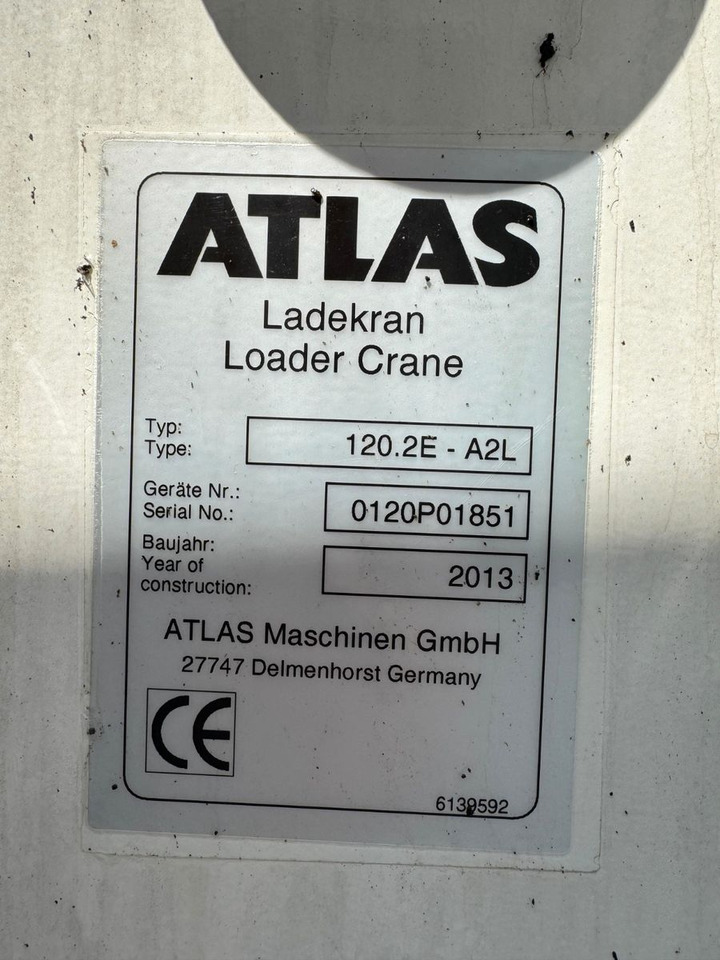 ATLAS
Ladekran
Loader Crane
Typ:
Type:
120.2E - A2L
Geräte Nr.:
Serial No.:
0120P01851
Baujahr:
Year of
construction:
2013
ATLAS Maschinen GmbH
27747 Delmenhorst Germany
CE
6139592